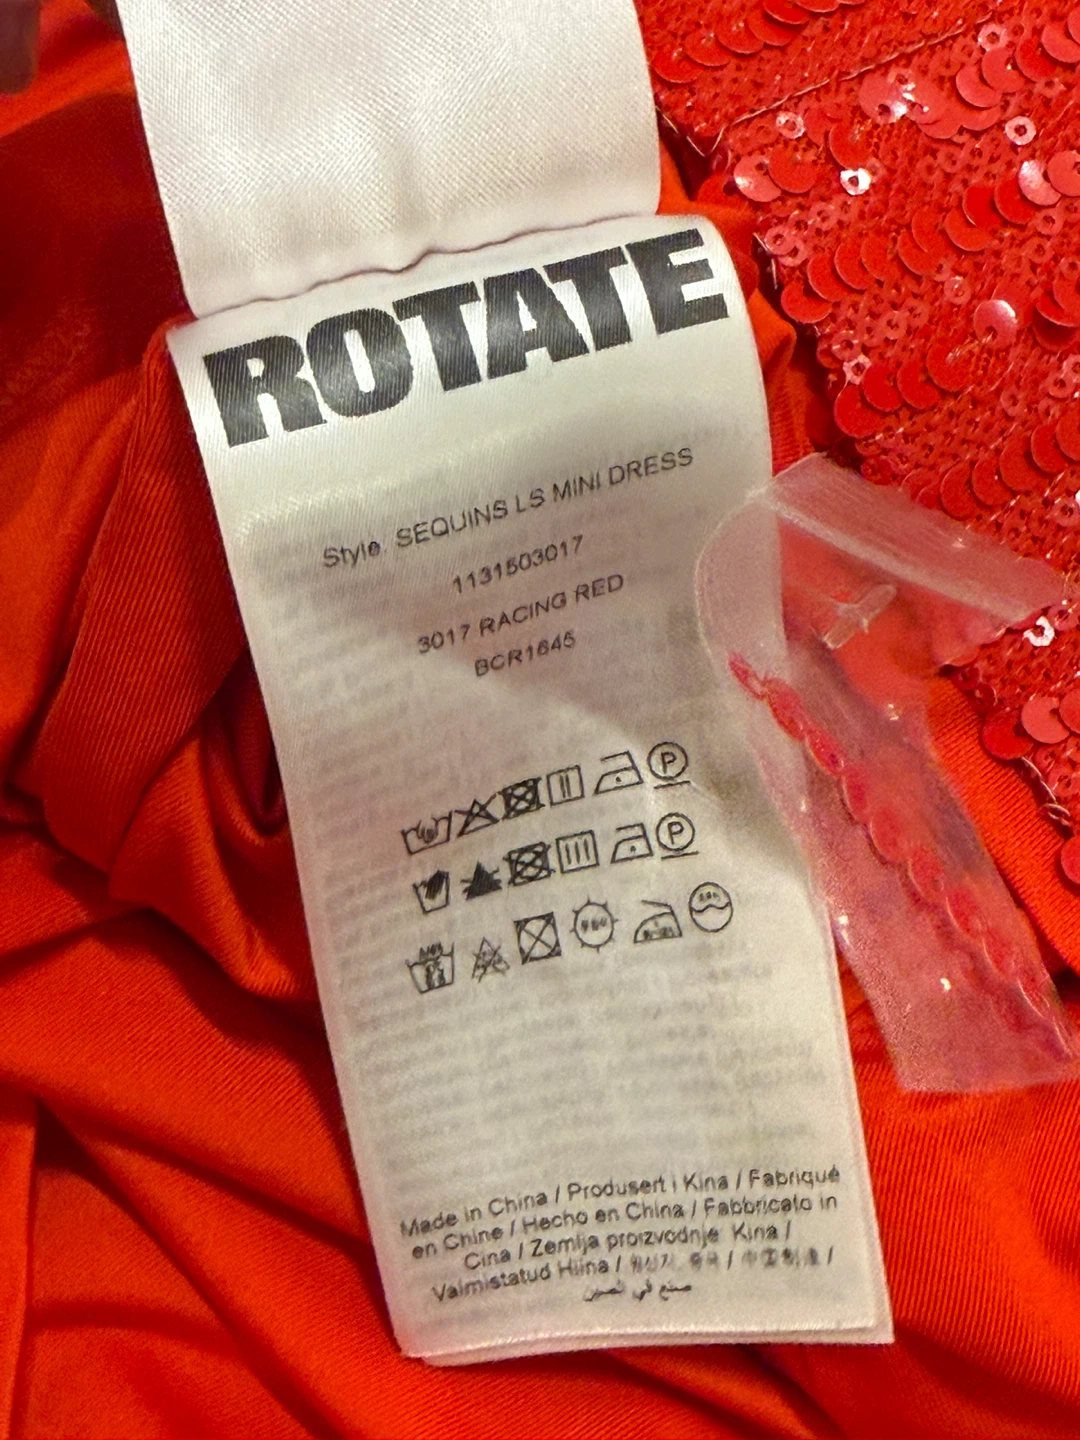 ROTATE
Style. SEQUINS LS MINI DRESS
1131503017
3017 RACING RED
BCR1645
P
P
Made in China / Produsert i Kina / Fabriqué
en Chine / Hecho en China / Fabbricato in
Cina / Zemlja proizvodnje: Kina /
Valmistatud Hiina / / /
صنع في الصين